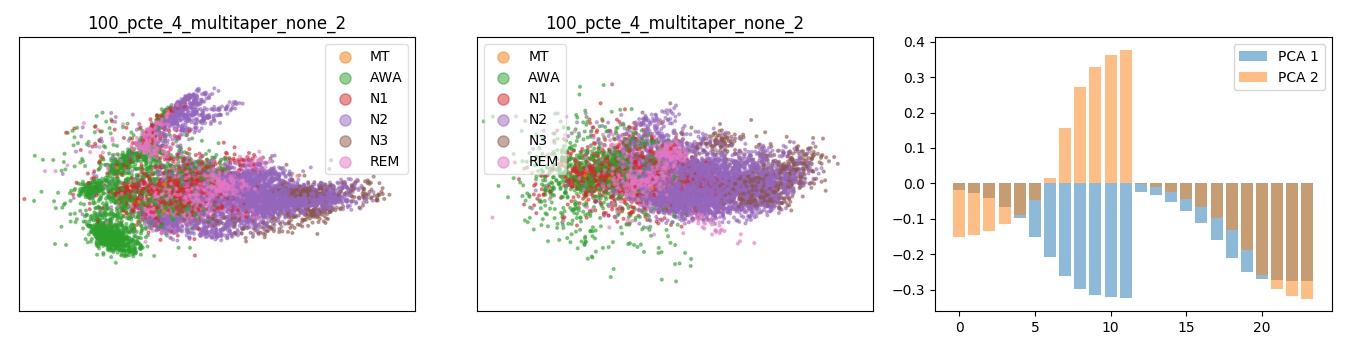 100_pcte_4_multitaper_none_2
MT
AWA
N1
N2
N3
REM
100_pcte_4_multitaper_none_2
MT
AWA
N1
N2
N3
REM
0.4
0.3
0.2
0.1
0.0
−0.1
−0.2
−0.3
PCA 1
PCA 2
0 5 10 15 20